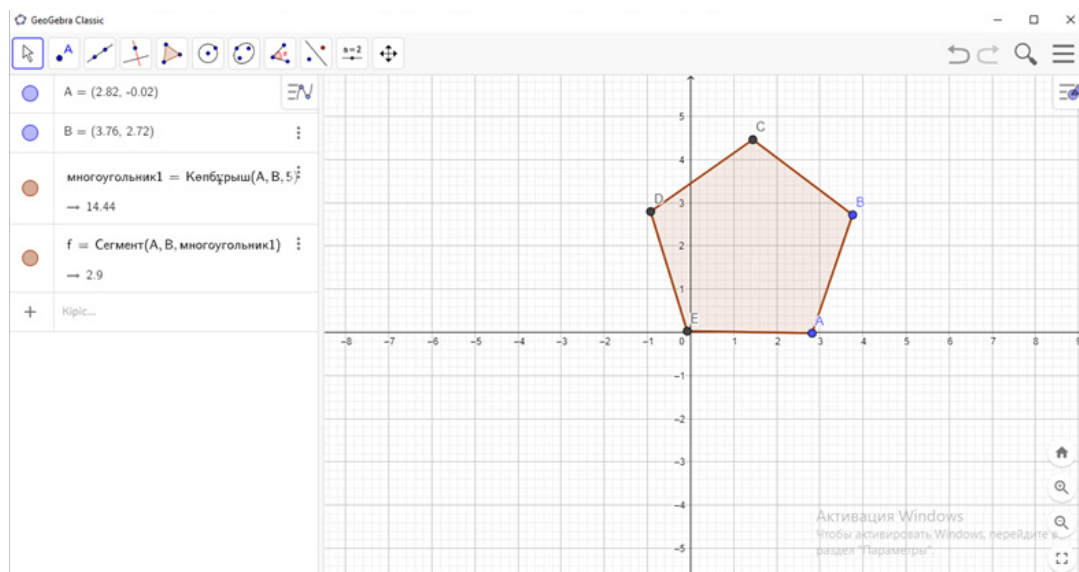 GeoGebra Classic
A = (2.82, -0.02)
B = (3.76, 2.72)
многоугольник1 = Көпбұрыш(A, B, 5)
→ 14.44
f = Сегмент(A, B, многоугольник1)
→ 2.9
Кіріс...
a=2
5
C
4
D
3
B
2
1
E
A
-8 -7 -6 -5 -4 -3 -2 -1 0 1 2 3 4 5 6 7 8 9
-1
-2
-3
-4
-5
Активация Windows
Чтобы активировать Windows, перейдите в
раздел "Параметры".